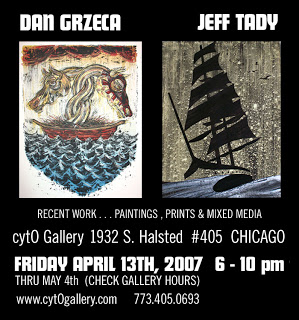 DAN GRZECA JEFF TADY
RECENT WORK . . . PAINTINGS , PRINTS & MIXED MEDIA
cytO Gallery 1932 S. Halsted #405 CHICAGO
FRIDAY APRIL 13TH, 2007 6 - 10 pm
THRU MAY 4th (CHECK GALLERY HOURS)
www.cytOgallery.com 773.405.0693